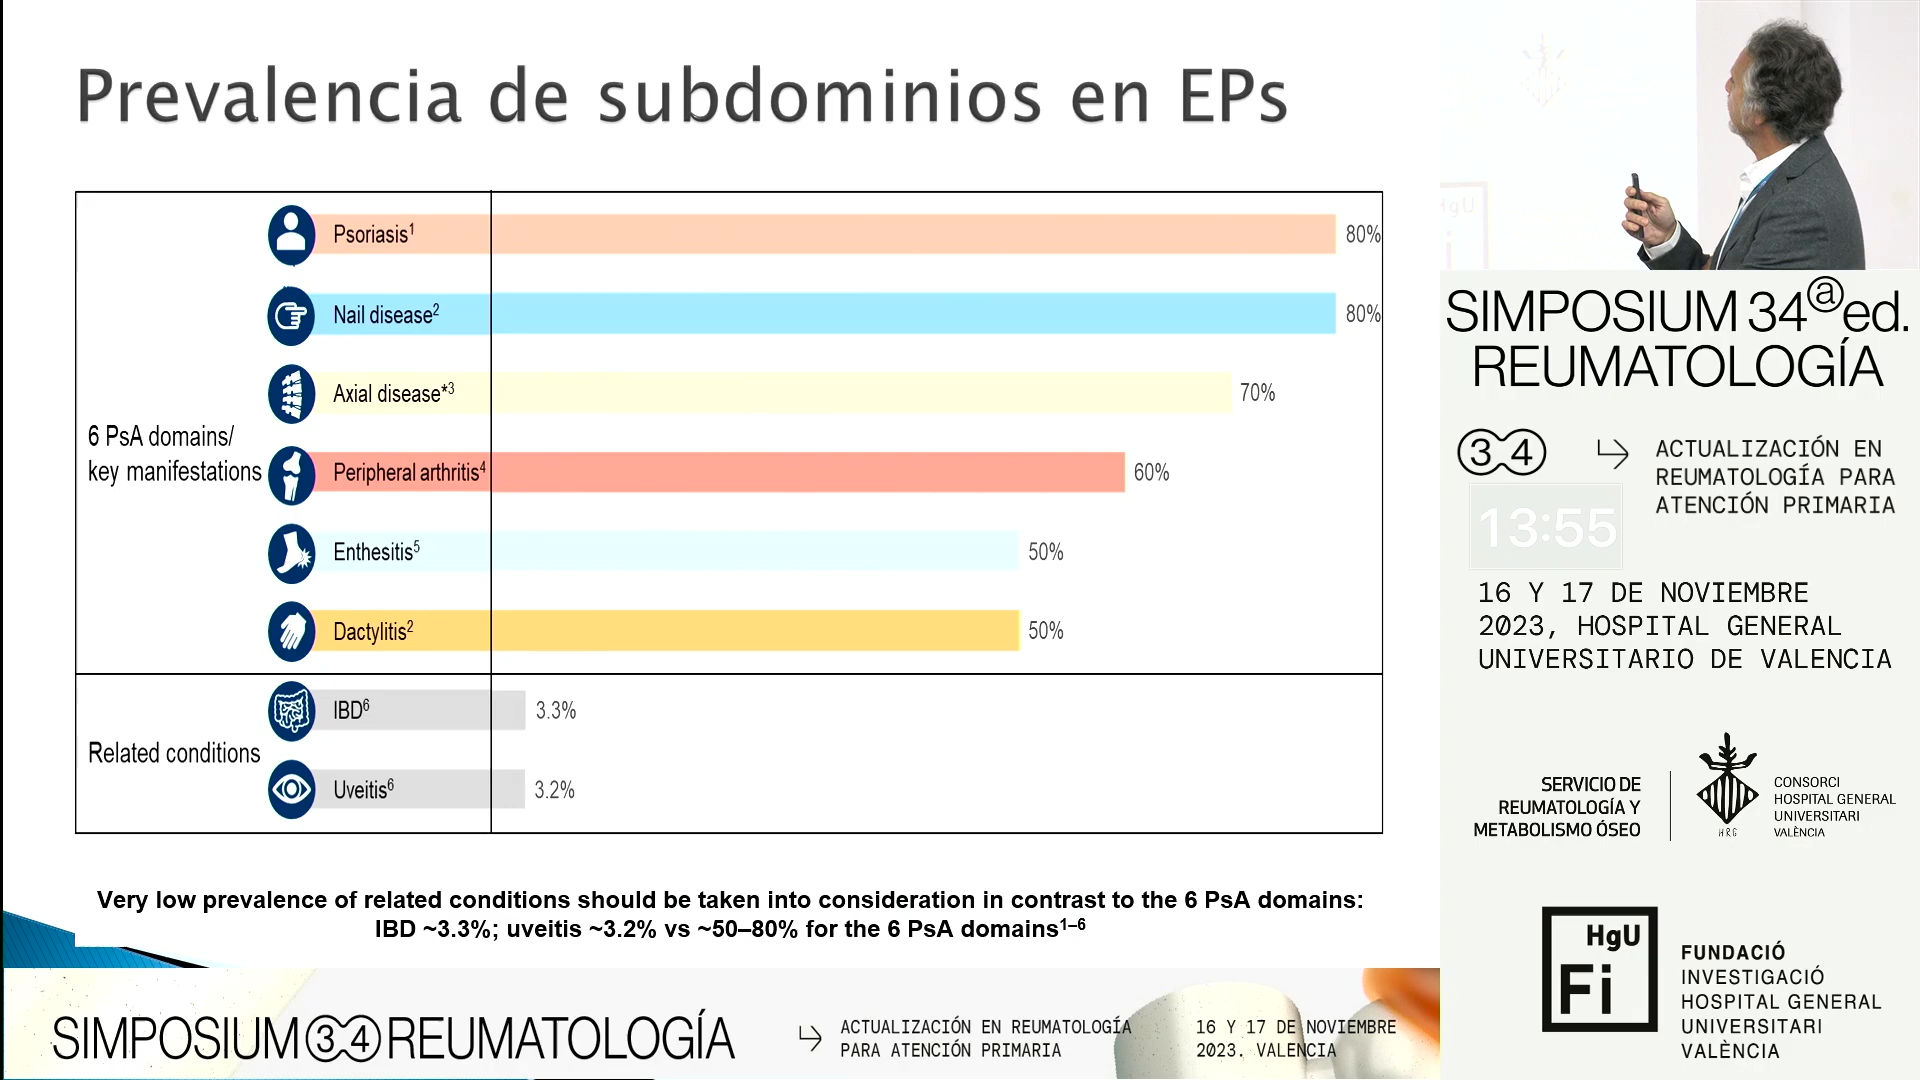 Prevalencia de subdominios en EPs
6 PsA domains/
key manifestations
Psoriasis1
80%
Nail disease2
80%
Axial disease*3
70%
Peripheral arthritis4
60%
Enthesitis5
50%
Dactylitis2
50%
Related conditions
IBD6
3.3%
Uveitis6
3.2%
Very low prevalence of related conditions should be taken into consideration in contrast to the 6 PsA domains:
IBD ~3.3%; uveitis ~3.2% vs ~50–80% for the 6 PsA domains1–6
SIMPOSIUM 34 REUMATOLOGÍA
ACTUALIZACIÓN EN REUMATOLOGÍA
PARA ATENCIÓN PRIMARIA
16 Y 17 DE NOVIEMBRE
2023. VALENCIA
HgU
Fi
SIMPOSIUM 34ªed.
REUMATOLOGÍA
34
ACTUALIZACIÓN EN
REUMATOLOGÍA PARA
ATENCIÓN PRIMARIA
13:55
16 Y 17 DE NOVIEMBRE
2023, HOSPITAL GENERAL
UNIVERSITARIO DE VALENCIA
SERVICIO DE
REUMATOLOGÍA Y
METABOLISMO ÓSEO
HRG
CONSORCI
HOSPITAL GENERAL
UNIVERSITARI
VALÈNCIA
HgU
Fi
FUNDACIÓ
INVESTIGACIÓ
HOSPITAL GENERAL
UNIVERSITARI
VALÈNCIA